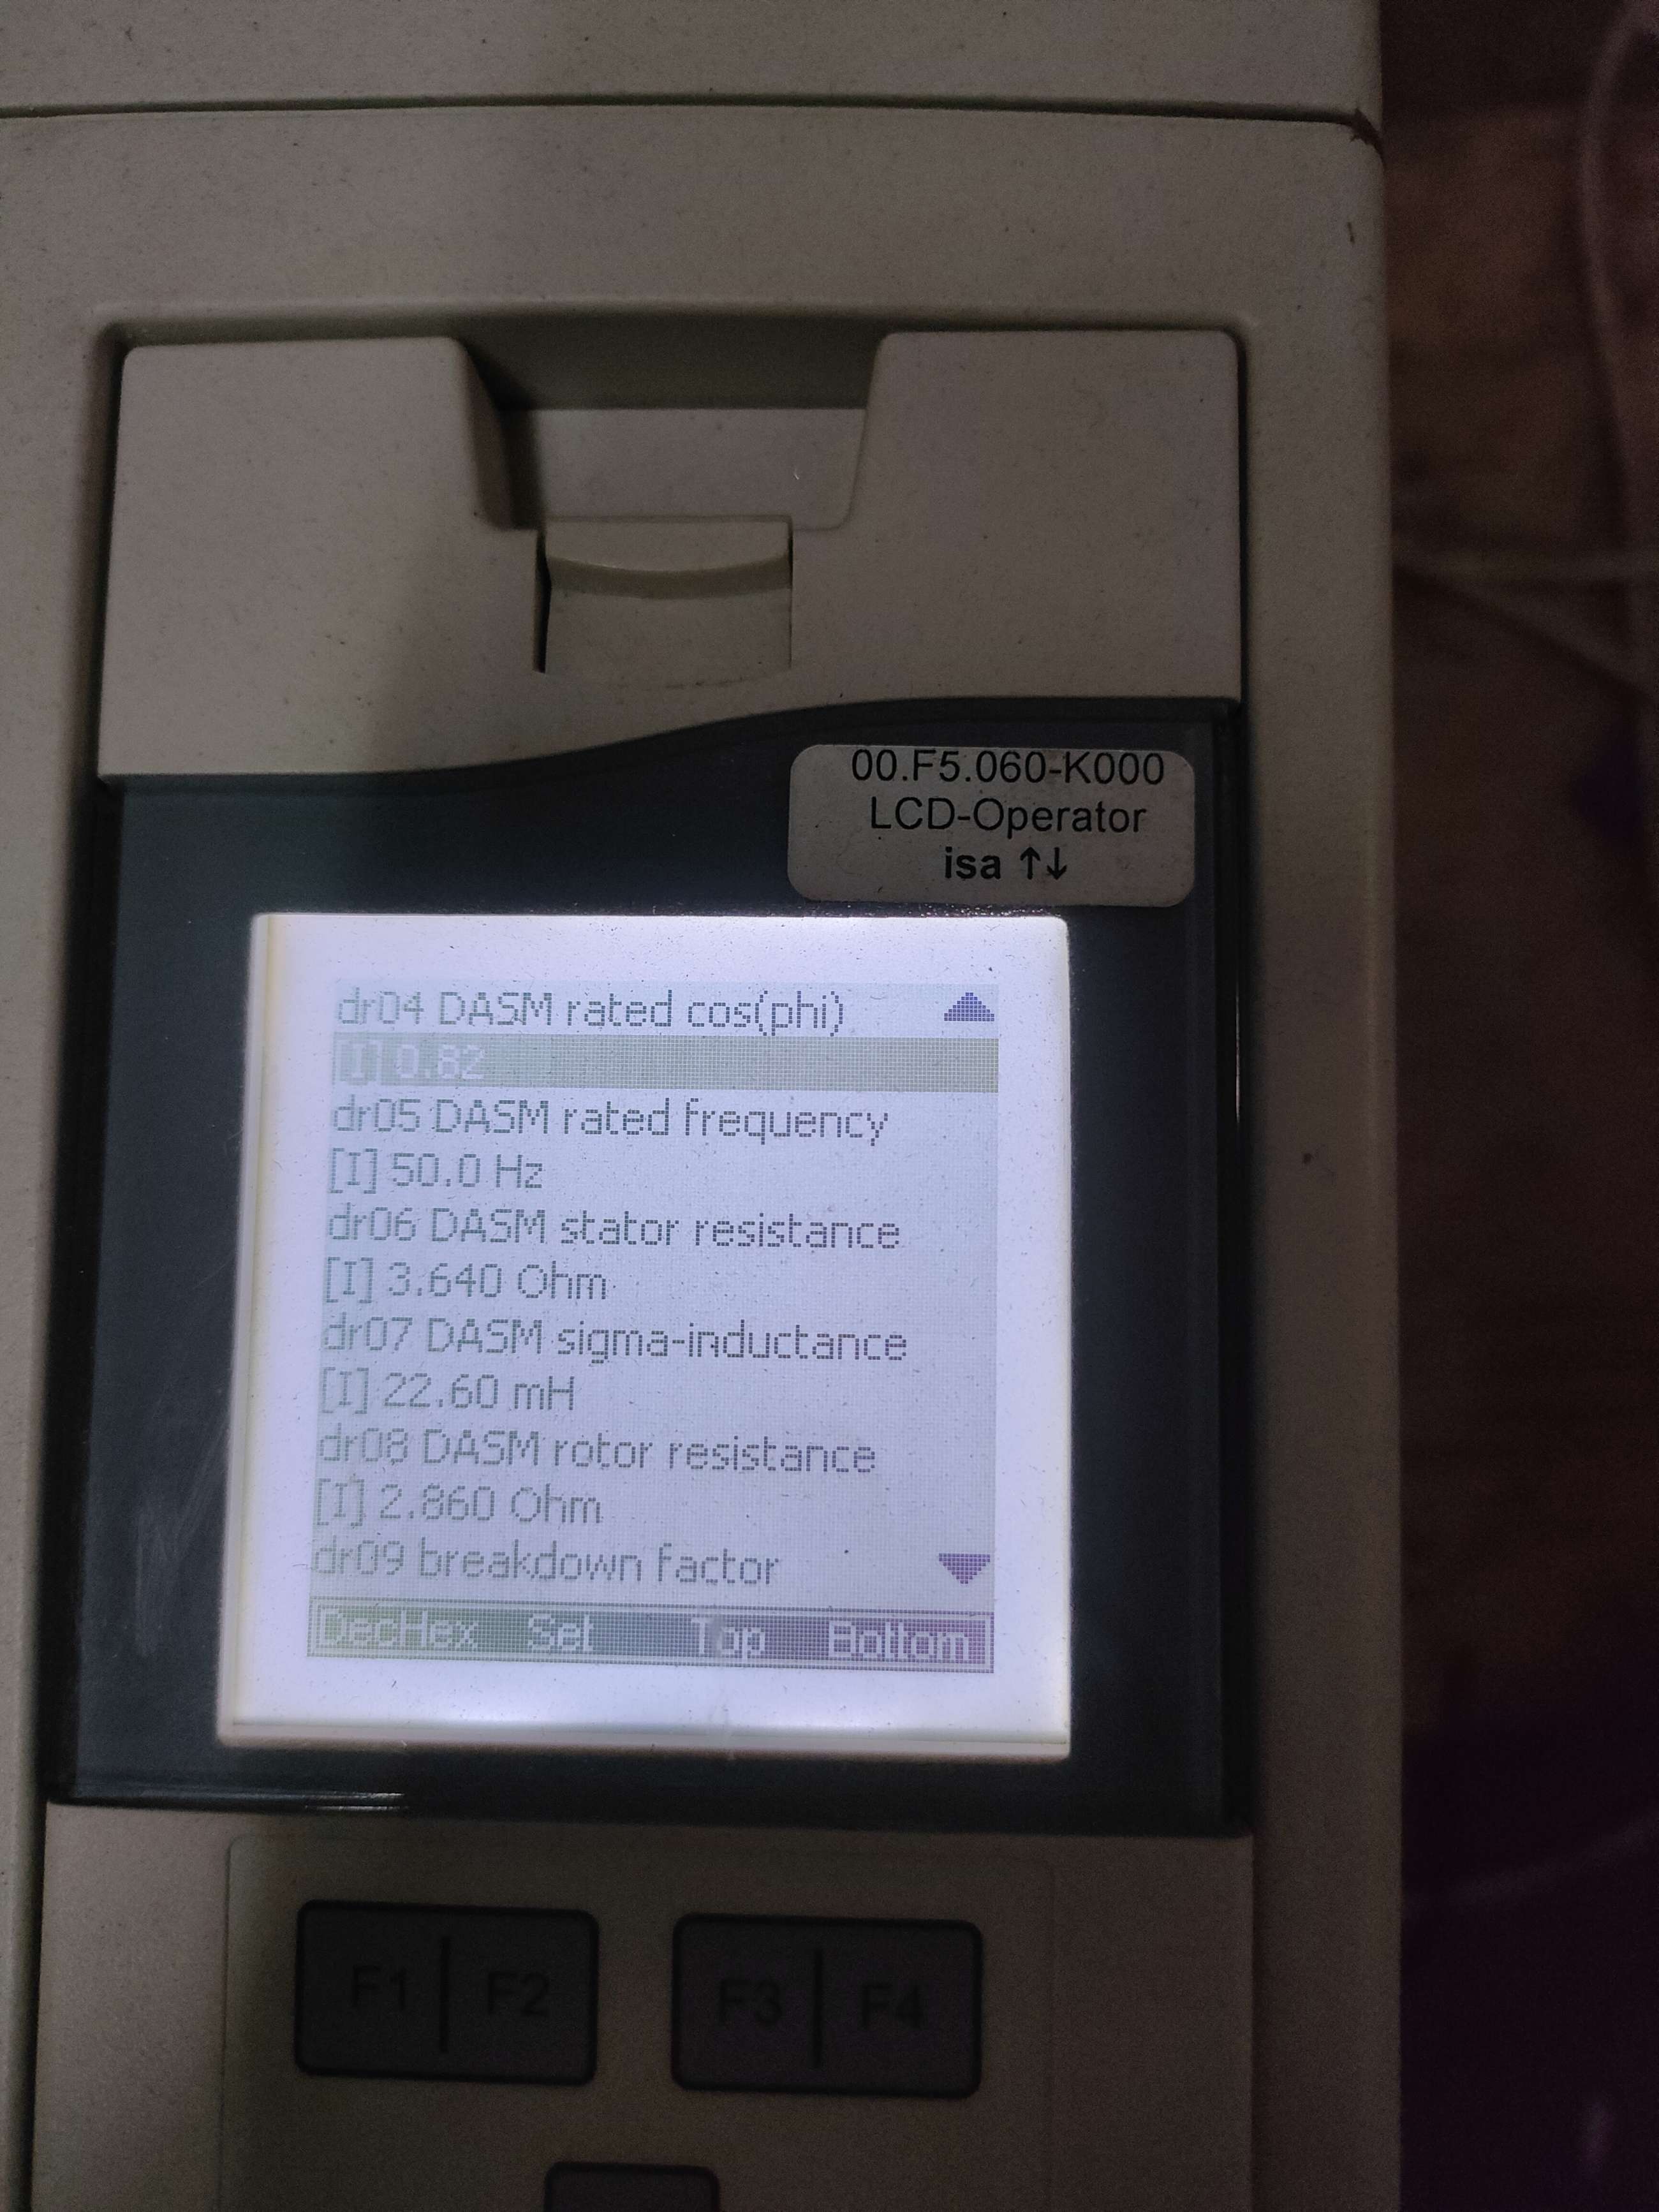 00.F5.060-K000
LCD-Operator
isa ↑↓
dr04 DASM rated cos(phi)
[I] 0.82
dr05 DASM rated frequency
[I] 50.0 Hz
dr06 DASM stator resistance
[I] 3.640 Ohm
dr07 DASM sigma-inductance
[I] 22.60 mH
dr08 DASM rotor resistance
[I] 2.860 Ohm
dr09 breakdown factor
DecHex Set Top Bottom
F1 F2 F3 F4